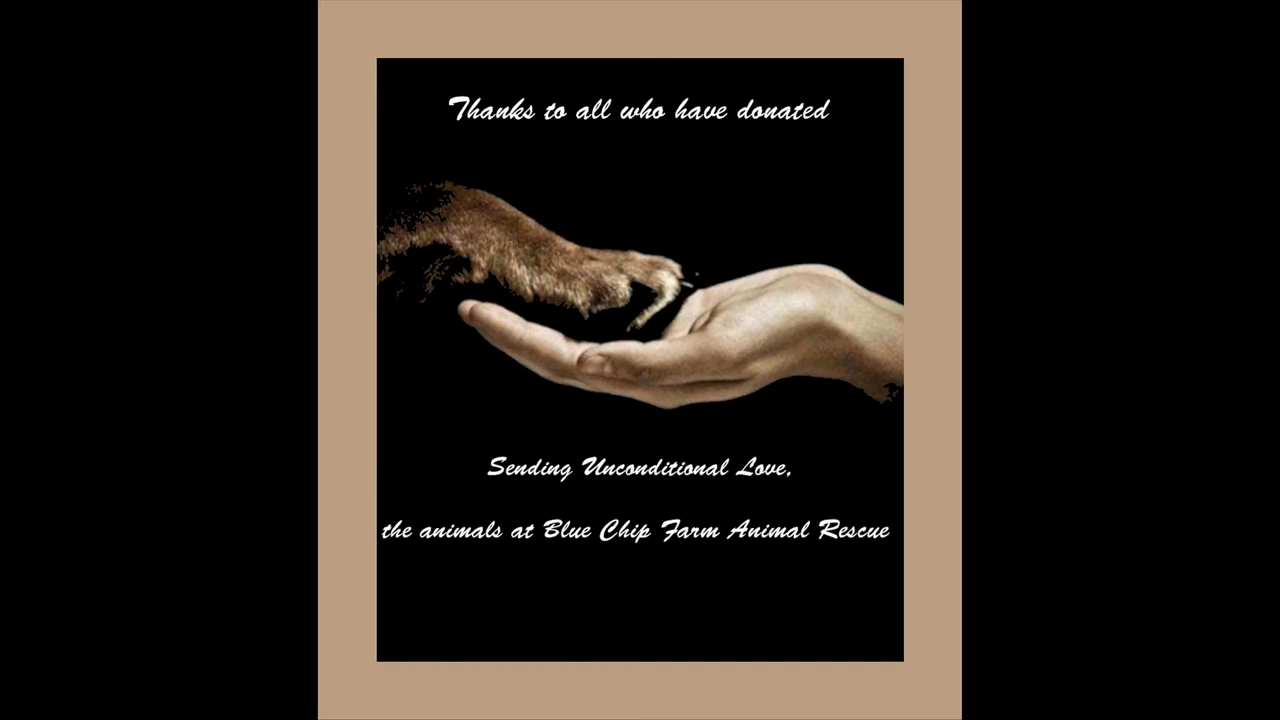 Thanks to all who have donated
Sending Unconditional Love,
the animals at Blue Chip Farm Animal Rescue